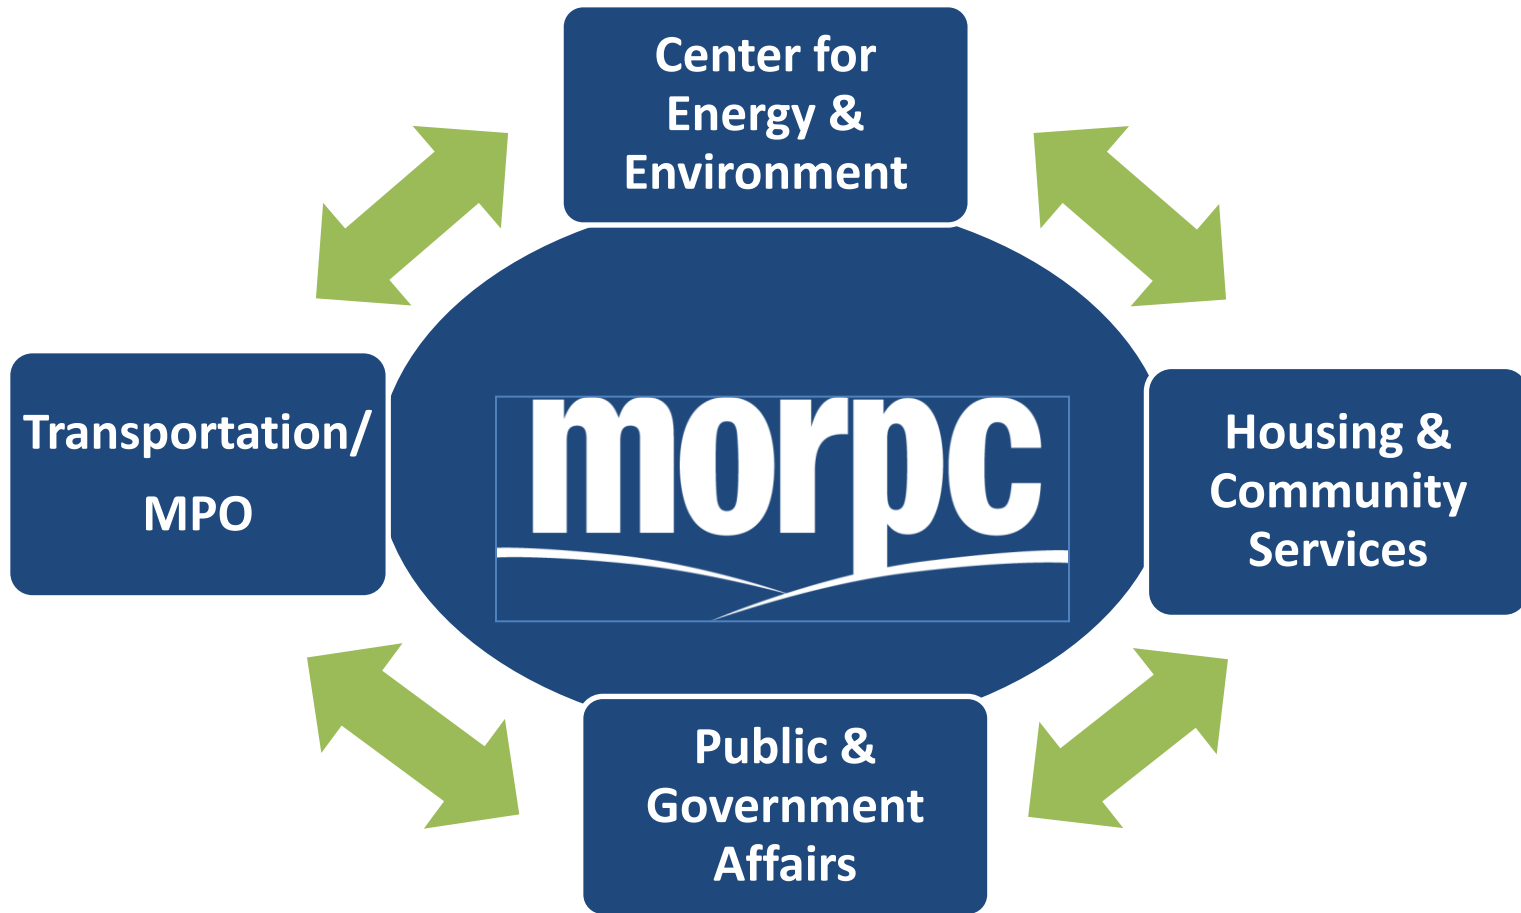 Center for
Energy &
Environment
Transportation/
MPO
morpc
Housing &
Community
Services
Public &
Government
Affairs